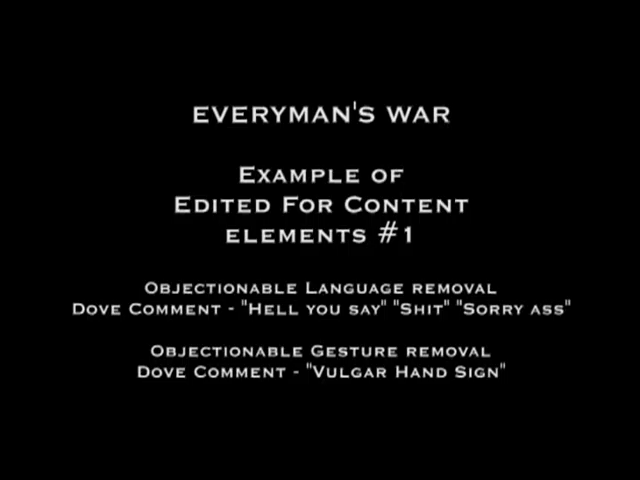 EVERYMAN'S WAR
EXAMPLE OF
EDITED FOR CONTENT
ELEMENTS #1
OBJECTIONABLE LANGUAGE REMOVAL
DOVE COMMENT - "HELL YOU SAY" "SHIT" "SORRY ASS"
OBJECTIONABLE GESTURE REMOVAL
DOVE COMMENT - "VULGAR HAND SIGN"